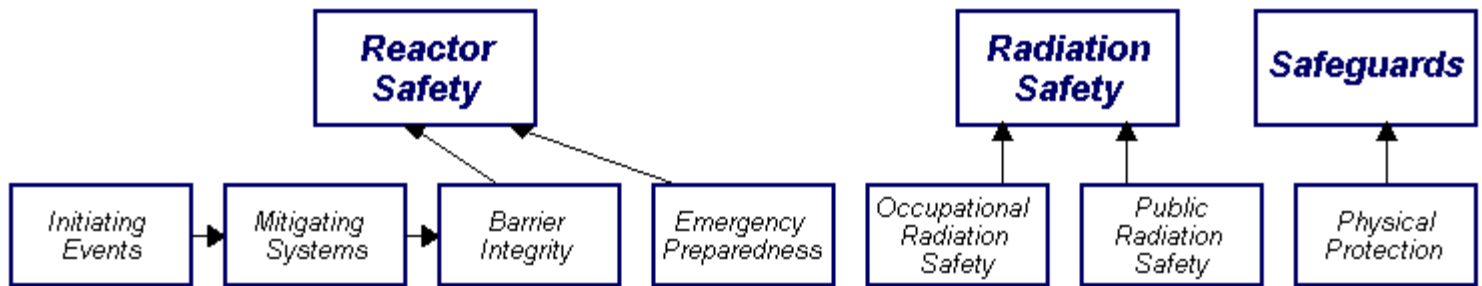 Reactor
Safety
Radiation
Safety
Safeguards
Initiating
Events
Mitigating
Systems
Barrier
Integrity
Emergency
Preparedness
Occupational
Radiation
Safety
Public
Radiation
Safety
Physical
Protection